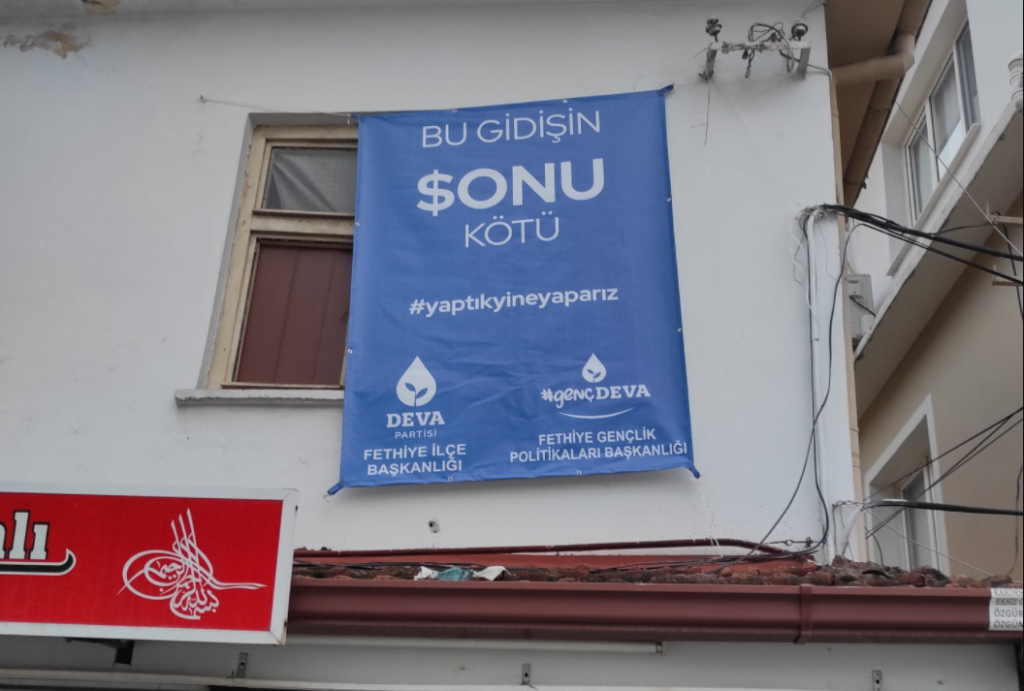 BU GİDİŞİN
$ONU
KÖTÜ
#yaptıkyineyaparız
DEVA
PARTİSİ
FETHİYE İLÇE
BAŞKANLIĞI
#gençDEVA
FETHİYE GENÇLİK
POLİTİKALARI BAŞKANLIĞI